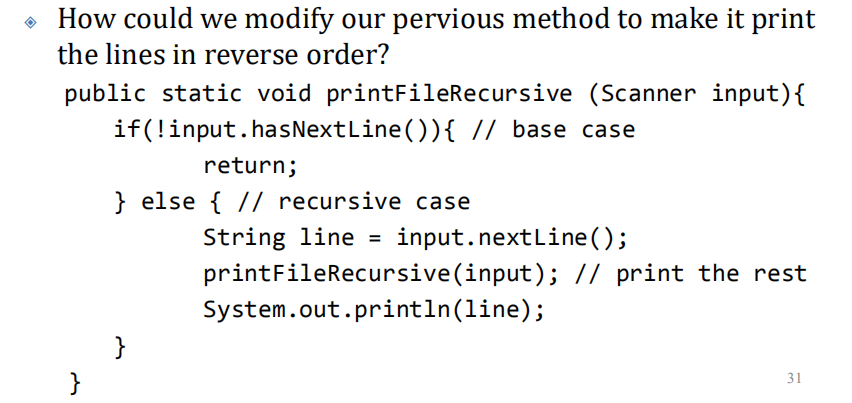 How could we modify our pervious method to make it print
the lines in reverse order?
public static void printFileRecursive (Scanner input){
if(!input.hasNextLine()){ // base case
return;
} else { // recursive case
String line = input.nextLine();
printFileRecursive(input); // print the rest
System.out.println(line);
}
}
31